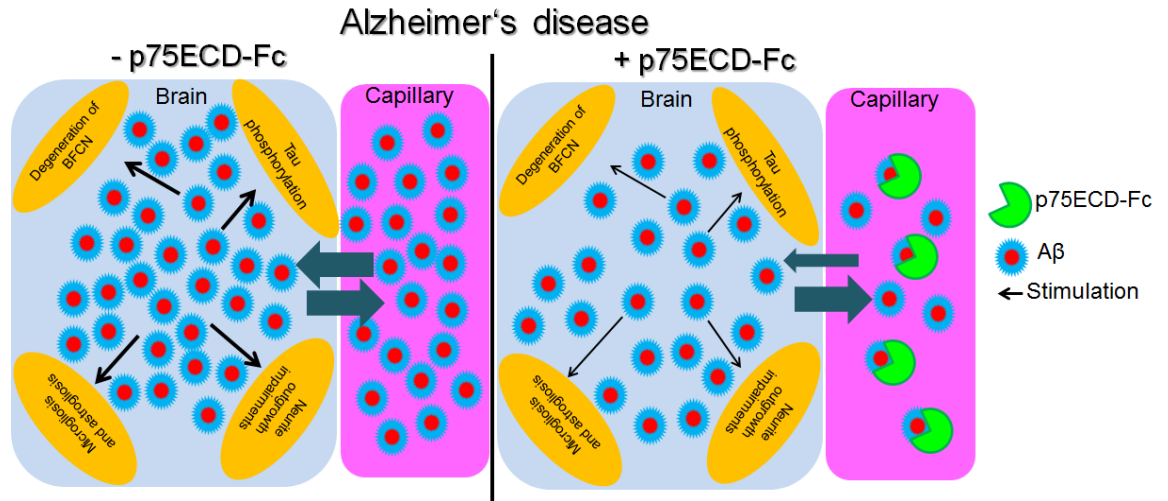 Alzheimer's disease
- p75ECD-Fc
Brain
Capillary
Degeneration of
BFCN
Tau
phosphorylation
Microgliosis
and astrogliosis
Neurite
outgrowth
impairments
+ p75ECD-Fc
Brain
Capillary
Degeneration of
BFCN
Tau
phosphorylation
Microgliosis
and astrogliosis
Neurite
outgrowth
impairments
p75ECD-Fc
Aβ
Stimulation